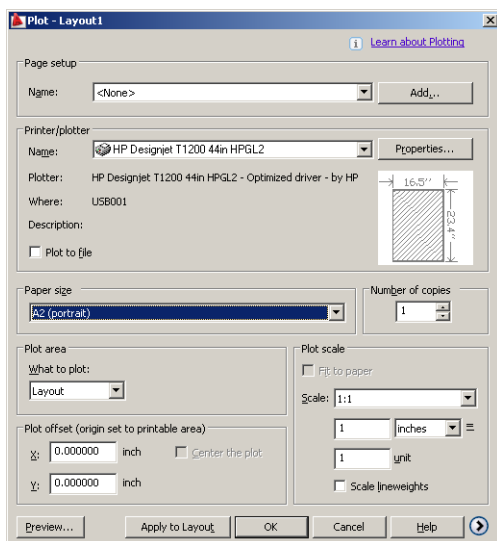 Plot - Layout1
Learn about Plotting
Page setup
Name: <None> Add...
Printer/plotter
Name: HP Designjet T1200 44in HPGL2 Properties...
Plotter: HP Designjet T1200 44in HPGL2 - Optimized driver - by HP
Where: USB001
Description:
Plot to file
16.5''
23.4''
Paper size
A2 (portrait)
Number of copies
1
Plot area
What to plot:
Layout
Plot offset (origin set to printable area)
X: 0.000000 inch Center the plot
Y: 0.000000 inch
Plot scale
Fit to paper
Scale: 1:1
1 inches =
1 unit
Scale lineweights
Preview... Apply to Layout OK Cancel Help